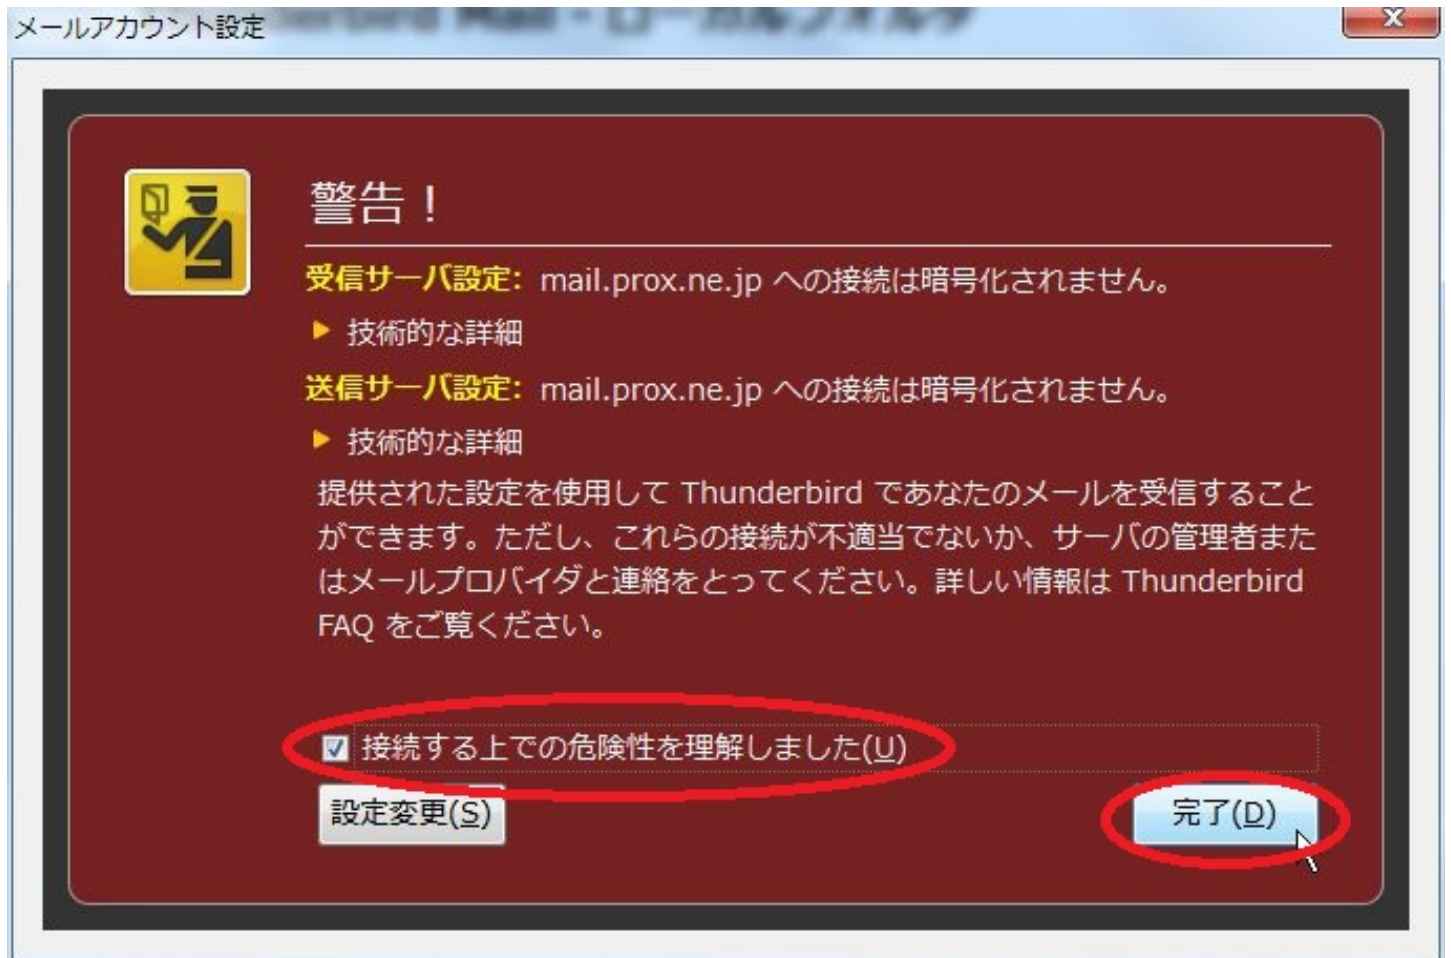 メールアカウント設定
警告！
受信サーバ設定: mail.prox.ne.jp への接続は暗号化されません。
技術的な詳細
送信サーバ設定: mail.prox.ne.jp への接続は暗号化されません。
技術的な詳細
提供された設定を使用して Thunderbird であなたのメールを受信すること
ができます。ただし、これらの接続が不適当でないか、サーバの管理者また
はメールプロバイダと連絡をとってください。詳しい情報は Thunderbird
FAQ をご覧ください。
接続する上での危険性を理解しました(U)
設定変更(S)
完了(D)